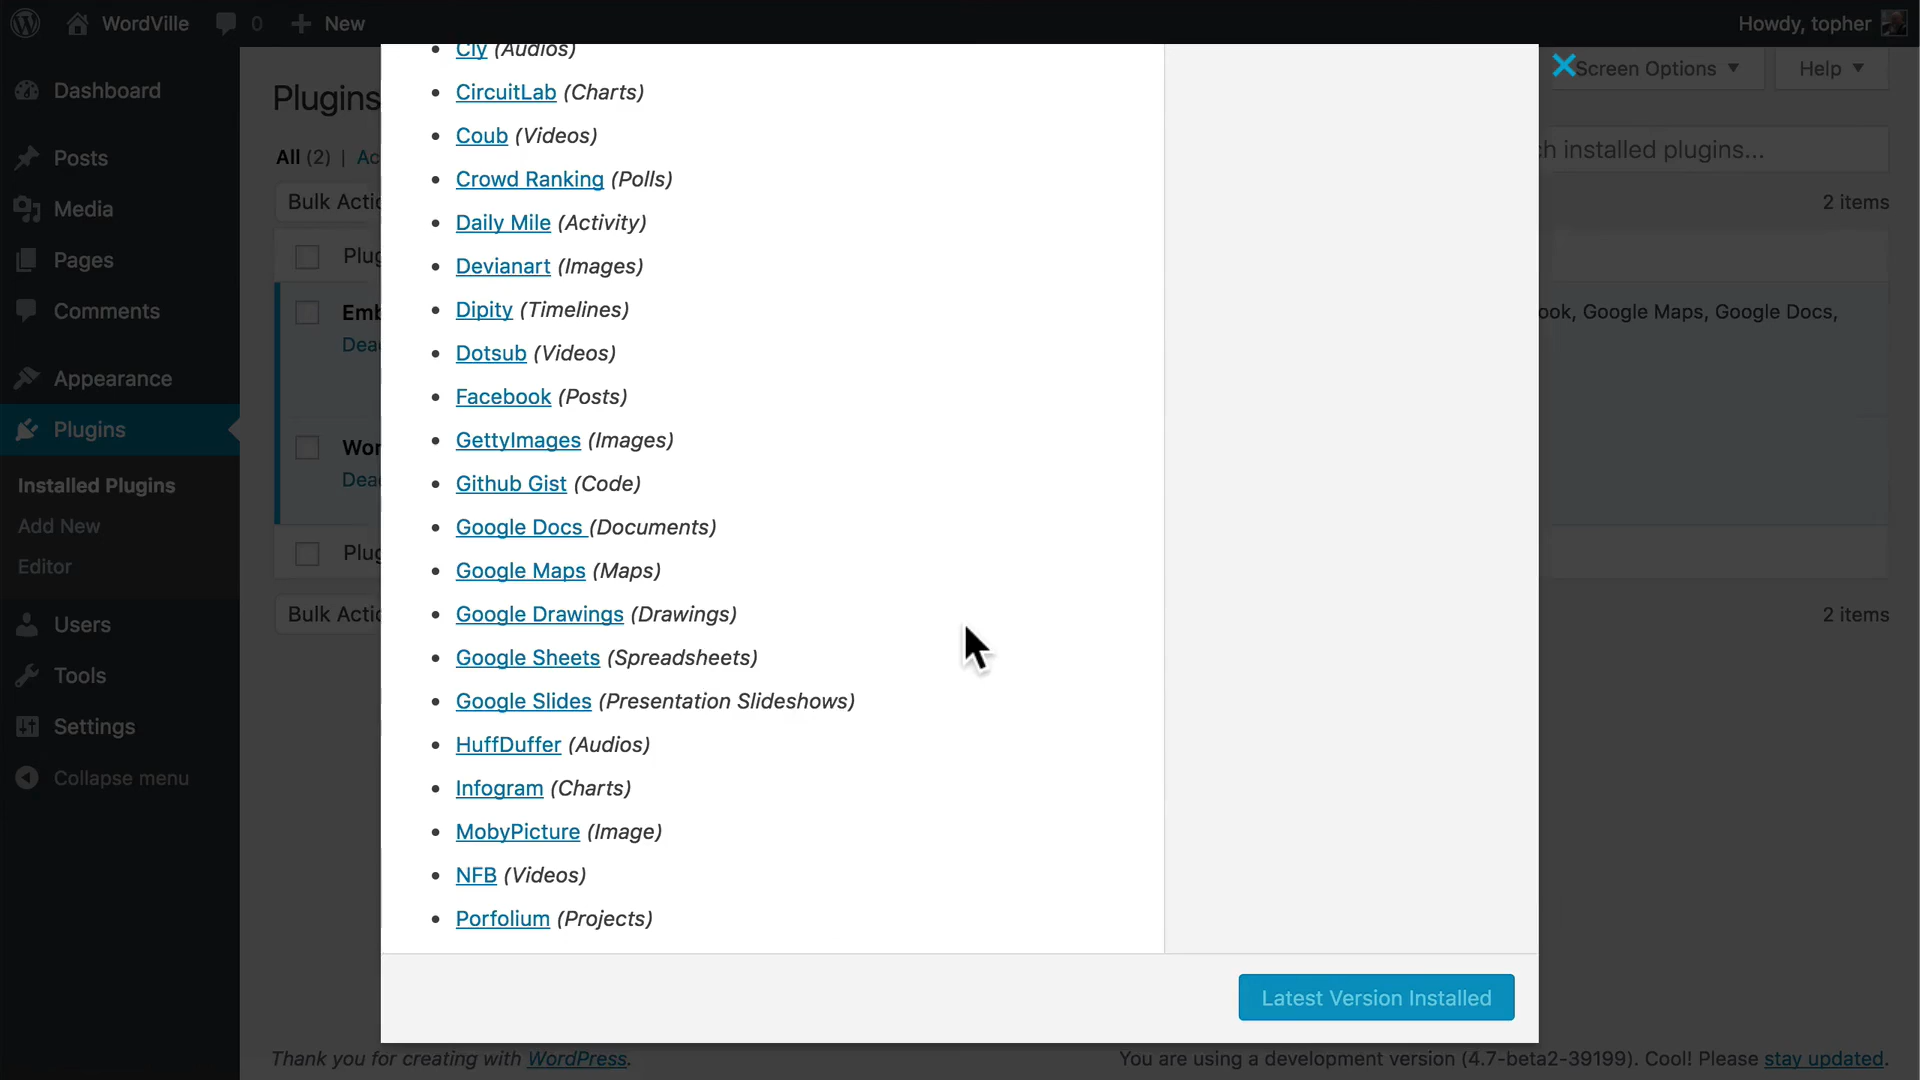 WordVille 0 New Howdy, topher
Dashboard
Posts
Media
Pages
Comments
Appearance
Plugins
Installed Plugins
Add New
Editor
Users
Tools
Settings
Collapse menu
Plugins
Screen Options Help
All (2) | Ac
installed plugins...
Bulk Acti
2 items
Plug
Emb
Dea
ook, Google Maps, Google Docs,
Wor
Dea
Plug
Bulk Acti
2 items
Cly (Audios)
CircuitLab (Charts)
Coub (Videos)
Crowd Ranking (Polls)
Daily Mile (Activity)
Devianart (Images)
Dipity (Timelines)
Dotsub (Videos)
Facebook (Posts)
GettyImages (Images)
Github Gist (Code)
Google Docs (Documents)
Google Maps (Maps)
Google Drawings (Drawings)
Google Sheets (Spreadsheets)
Google Slides (Presentation Slideshows)
HuffDuffer (Audios)
Infogram (Charts)
MobyPicture (Image)
NFB (Videos)
Porfolium (Projects)
Latest Version Installed
Thank you for creating with WordPress.
You are using a development version (4.7-beta2-39199). Cool! Please stay updated.